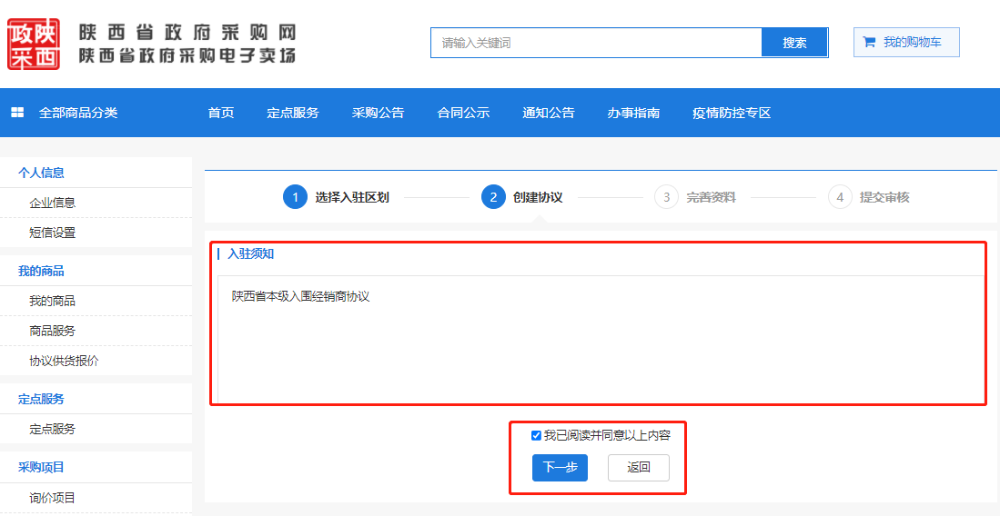 政陕
采西
陕西省政府采购网
陕西省政府采购电子卖场
请输入关键词
搜索
我的购物车
全部商品分类
首页
定点服务
采购公告
合同公示
通知公告
办事指南
疫情防控专区
个人信息
企业信息
短信设置
我的商品
我的商品
商品服务
协议供货报价
定点服务
定点服务
采购项目
询价项目
1 选择入驻区划
2 创建协议
3 完善资料
4 提交审核
入驻须知
陕西省本级入围经销商协议
我已阅读并同意以上内容
下一步
返回